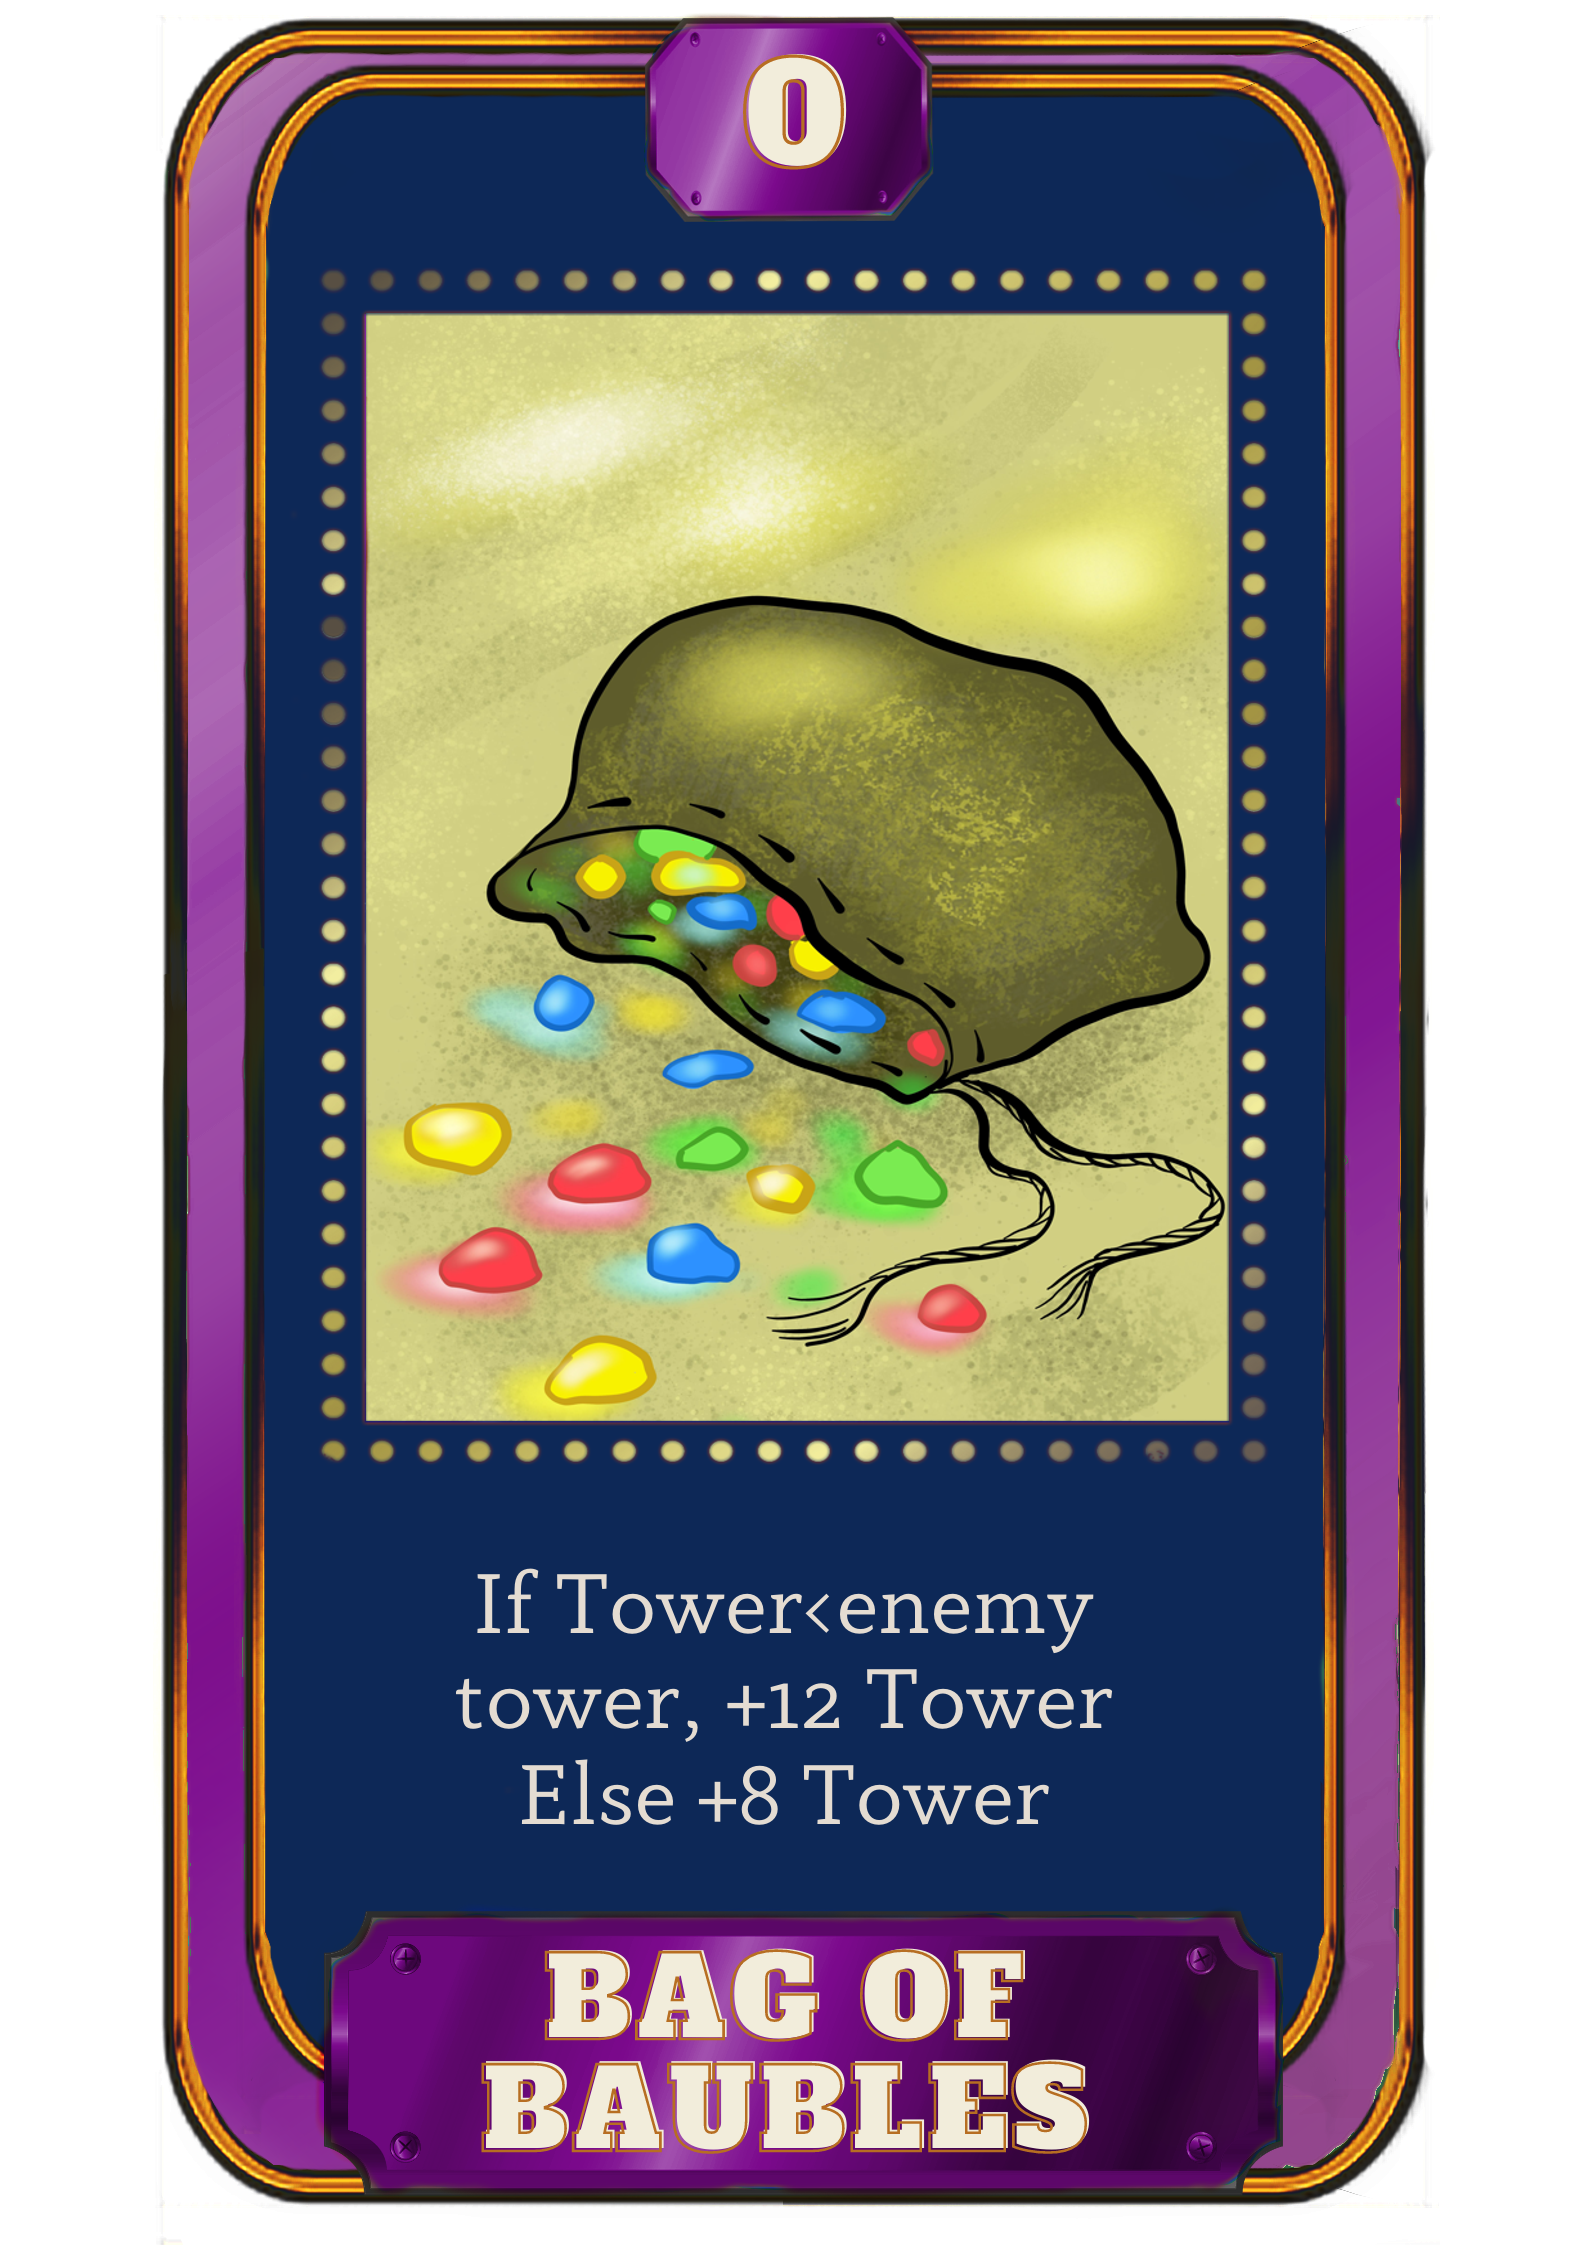 0
If Tower<enemy
tower, +12 Tower
Else +8 Tower
BAG OF
BAUBLES